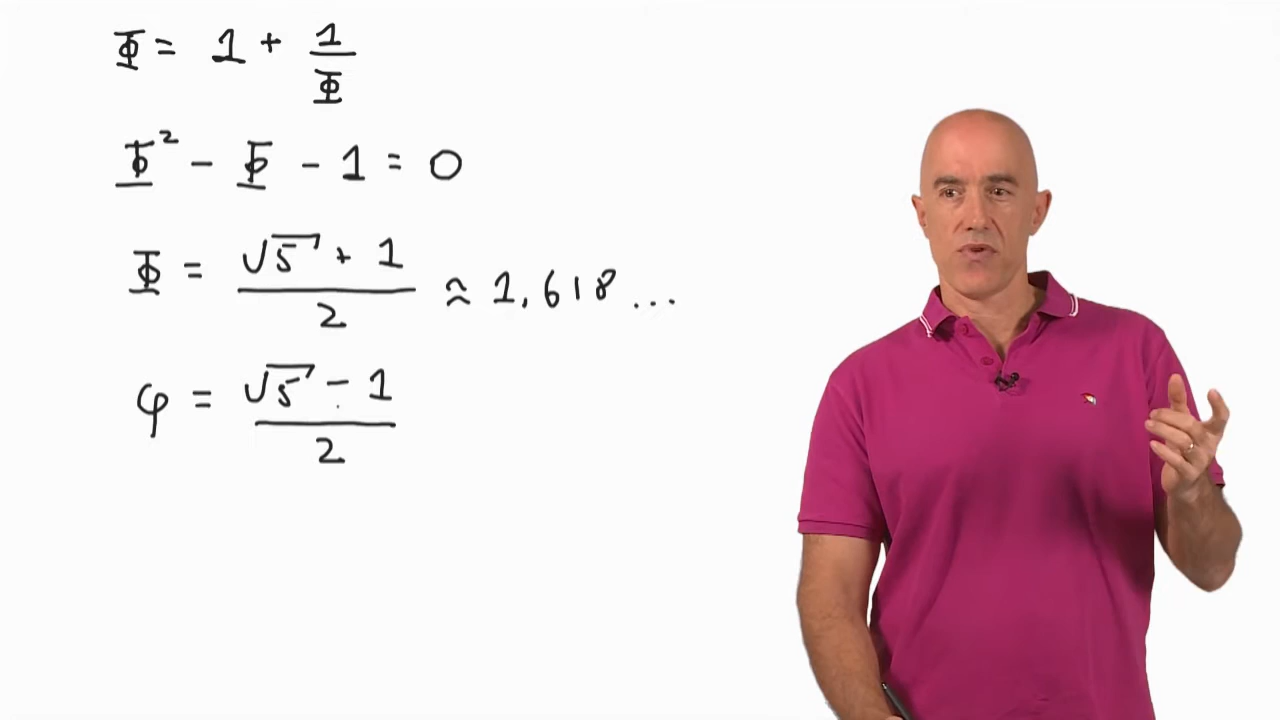 Φ = 1 + 1/Φ
Φ² - Φ - 1 = 0
Φ = (√5 + 1)/2 ≈ 1,618 ...
φ = (√5 - 1)/2